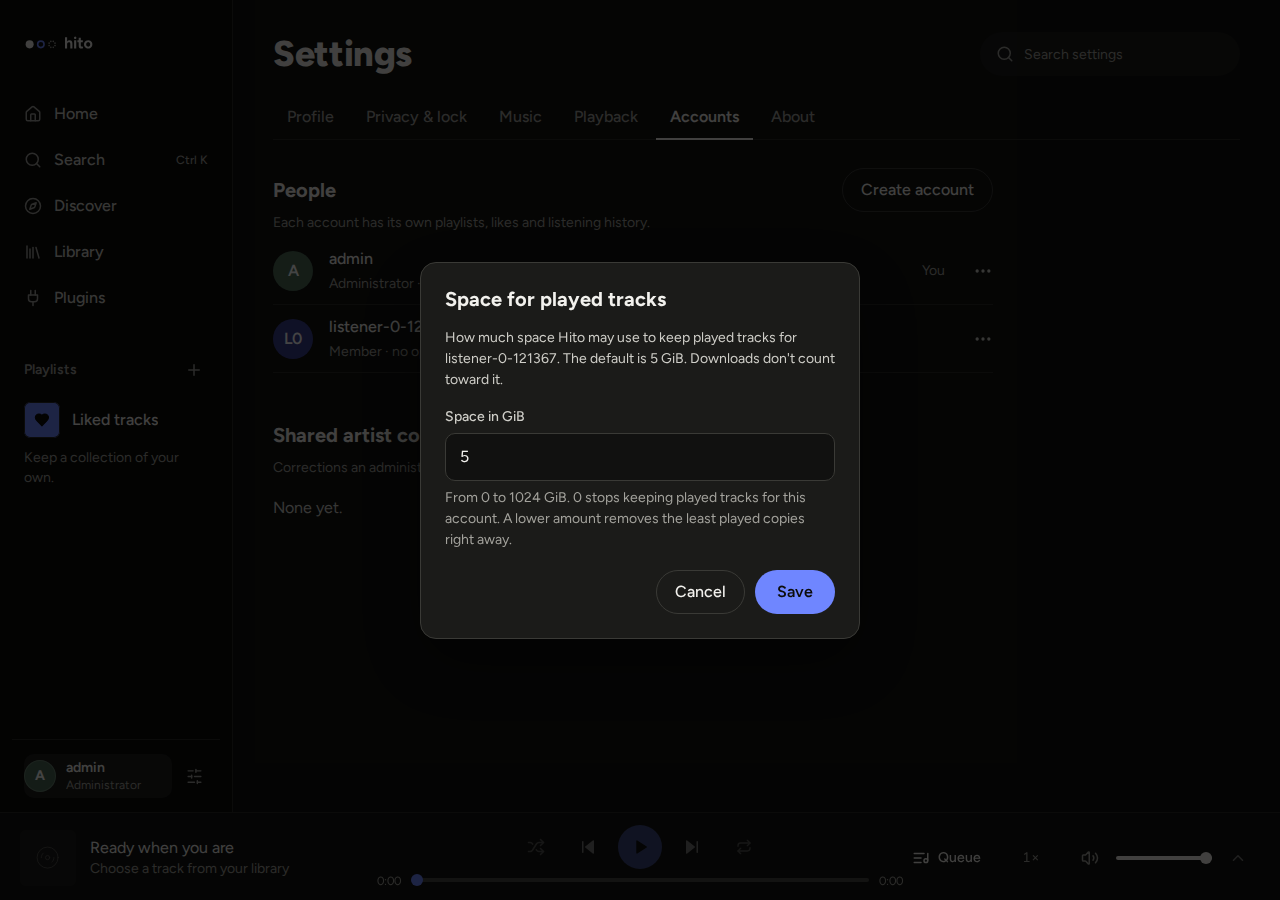 hito
Home
Search
Ctrl K
Discover
Library
Plugins
Playlists
Liked tracks
Keep a collection of your
own.
admin
Administrator
Settings
Search settings
Profile
Privacy & lock
Music
Playback
Accounts
About
People
Create account
Each account has its own playlists, likes and listening history.
A
admin
Administrator
You
L0
listener-0-12
Member · no o
Shared artist co
Corrections an administ
None yet.
Space for played tracks
How much space Hito may use to keep played tracks for
listener-0-121367. The default is 5 GiB. Downloads don't count
toward it.
Space in GiB
5
From 0 to 1024 GiB. 0 stops keeping played tracks for this
account. A lower amount removes the least played copies
right away.
Cancel
Save
A
Ready when you are
Choose a track from your library
0:00
0:00
Queue
1×